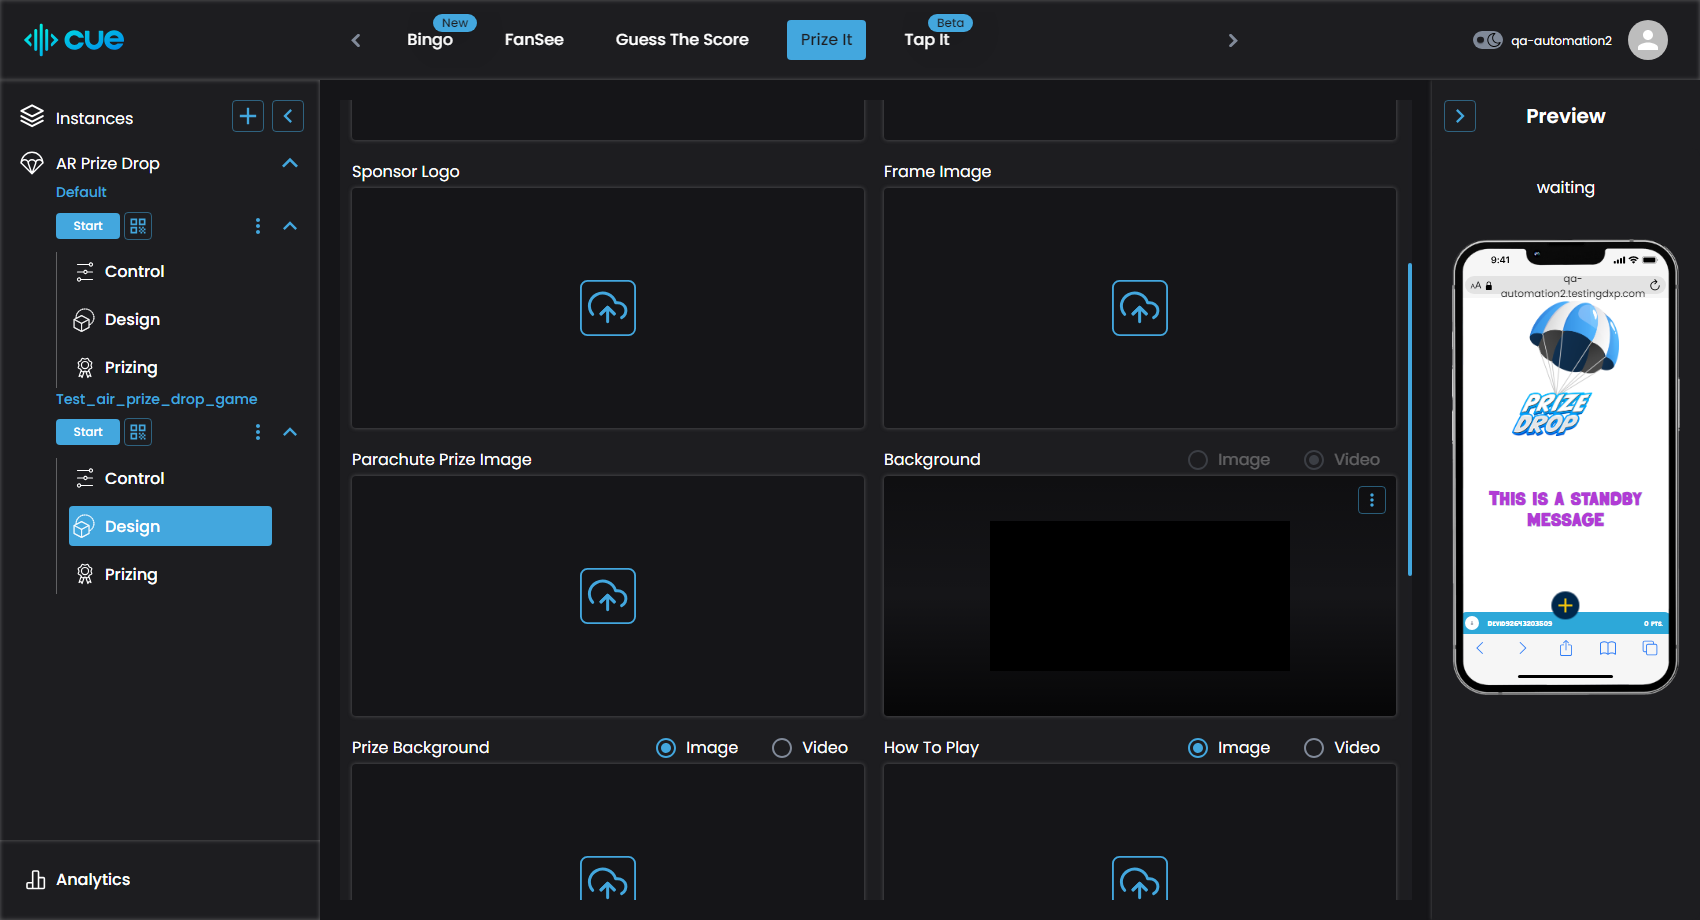 cue
New
Bingo
FanSee
Guess The Score
Prize It
Beta
Tap It
qa-automation2
Instances
AR Prize Drop
Default
Start
Control
Design
Prizing
Test_air_prize_drop_game
Start
Control
Design
Prizing
Analytics
Sponsor Logo
Frame Image
Parachute Prize Image
Background
Image
Video
Prize Background
Image
Video
How To Play
Image
Video
Preview
waiting
9:41
AA
qa-
automation2.testingdxp.com
PRIZE
DROP
THIS IS A STANDBY
MESSAGE
0 PTS.